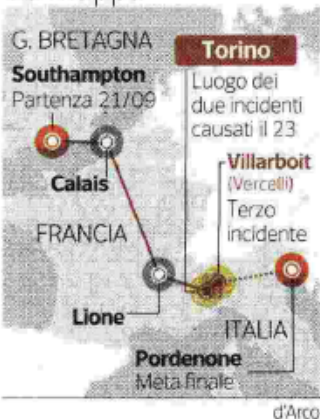 G. BRETAGNA
Southampton
Partenza 21/09
Calais
FRANCIA
Lione
Torino
Luogo dei
due incidenti
causati il 23
Villarboit
(Vercelli)
Terzo
incidente
ITALIA
Pordenone
Meta finale
d'Arco